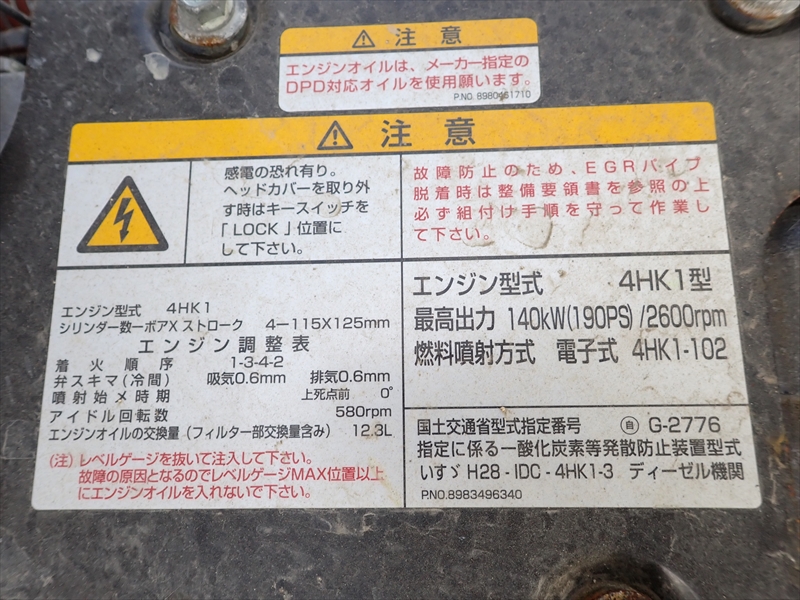 注意
エンジンオイルは、メーカー指定の
DPD対応オイルを使用願います。
P.NO. 8980461710
注意
感電の恐れ有り。
ヘッドカバーを取り外
す時はキースイッチを
「LOCK」位置に
して下さい。
故障防止のため、EGRパイプ
脱着時は整備要領書を参照の上
必ず組付け手順を守って作業し
て下さい。
エンジン型式 4HK1
シリンダー数ーボアX ストローク 4ー115X125mm
エンジン調整表
着火順序 1-3-4-2
弁スキマ(冷間) 吸気0.6mm 排気0.6mm
噴射始メ時期 上死点前 0°
アイドル回転数 580rpm
エンジンオイルの交換量(フィルター部交換量含み) 12.3L
(注) レベルゲージを抜いて注入して下さい。
故障の原因となるのでレベルゲージMAX位置以上
にエンジンオイルを入れないで下さい。
エンジン型式 4HK1型
最高出力 140kW(190PS)/2600rpm
燃料噴射方式 電子式 4HK1-102
国土交通省型式指定番号 ㊀自 G-2776
指定に係る一酸化炭素等発散防止装置型式
いすゞ H28-IDC-4HK1-3 ディーゼル機関
P.NO.8983496340